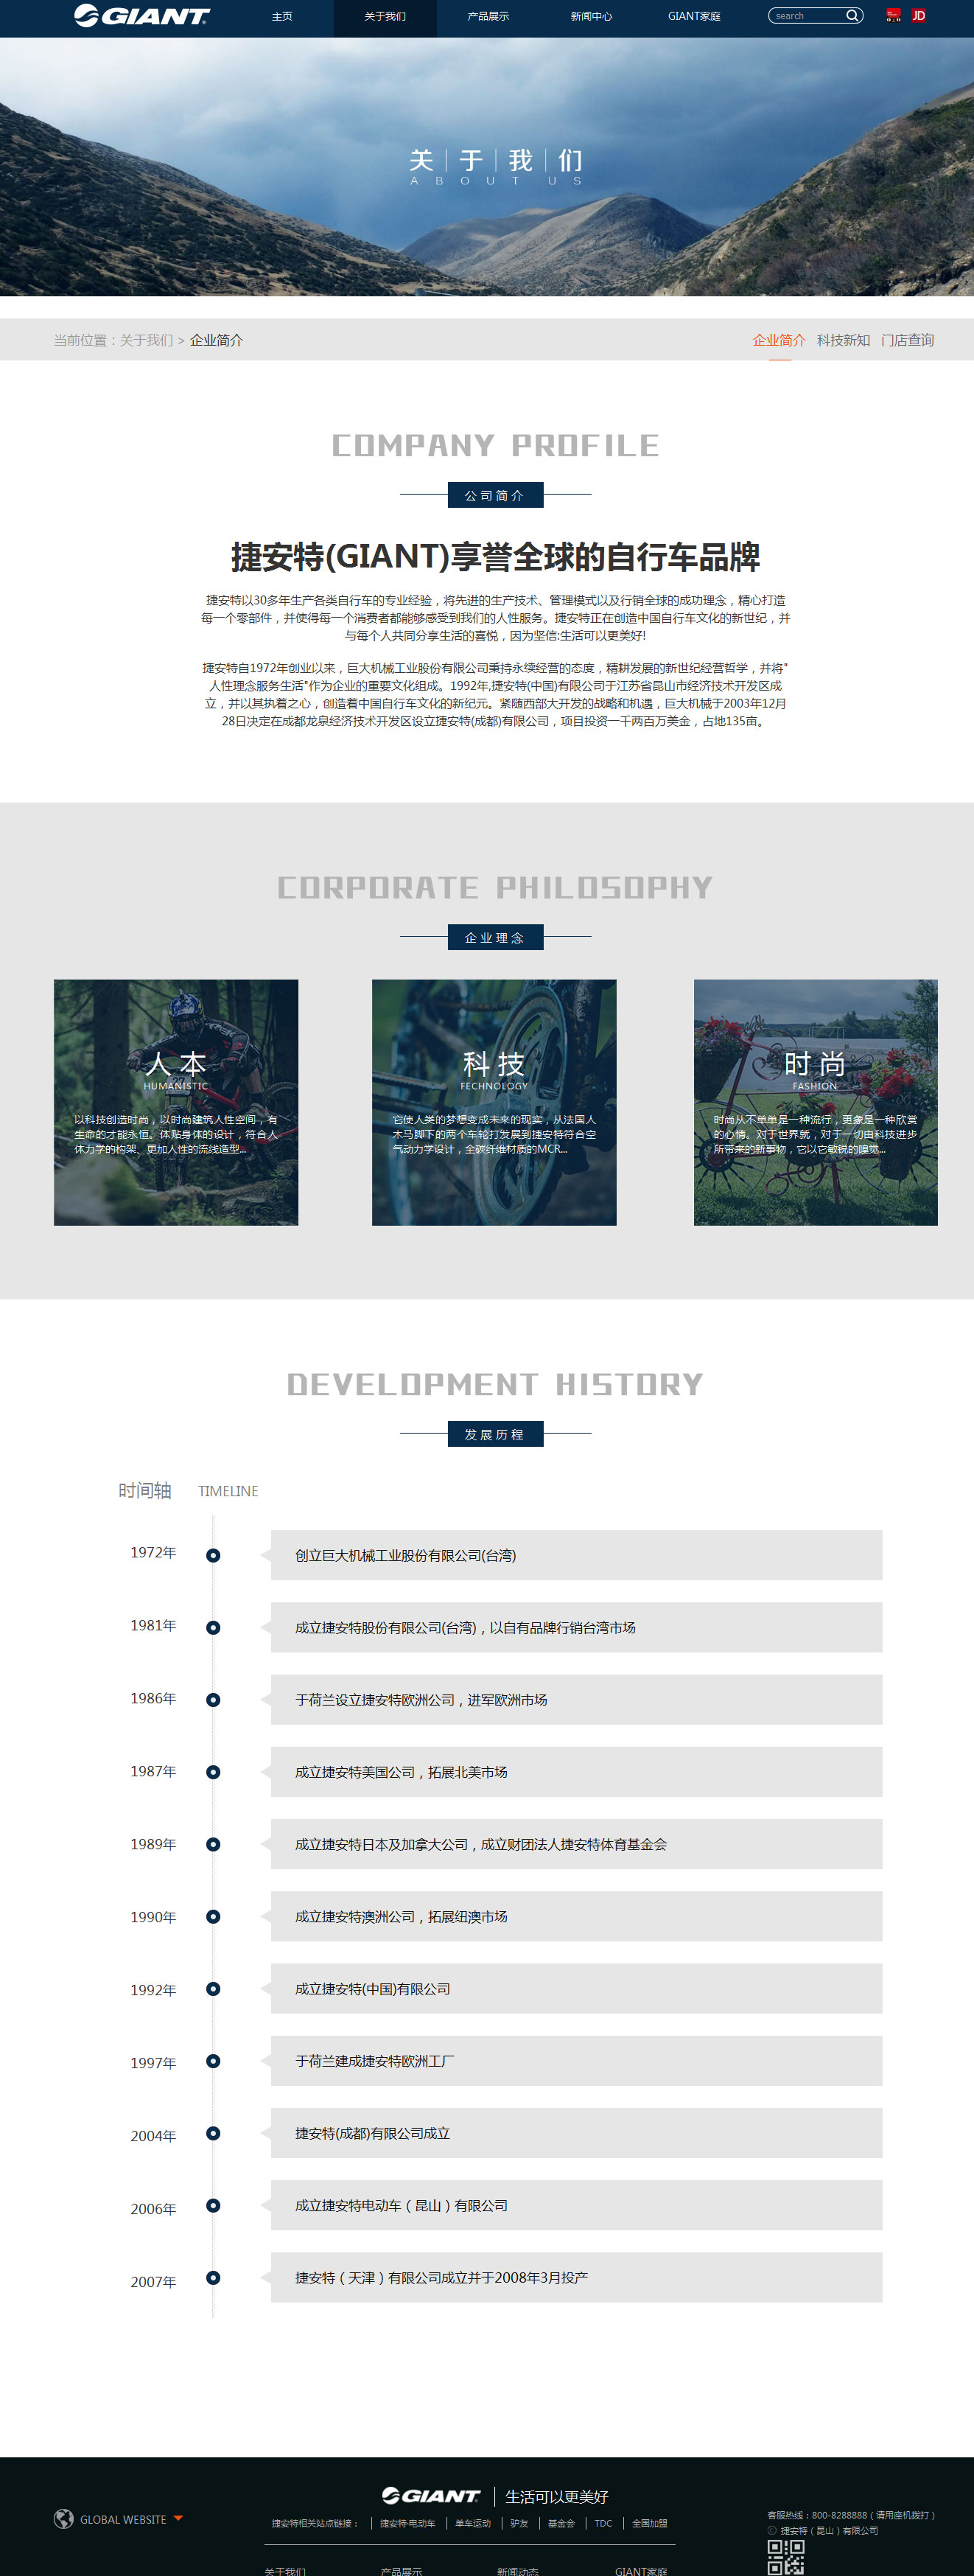 GIANT
主页
关于我们
产品展示
新闻中心
GIANT家庭
search
JD
关于我们
ABOUT US
当前位置：关于我们 > 企业简介
企业简介 科技新知 门店查询
COMPANY PROFILE
公司简介
捷安特(GIANT)享誉全球的自行车品牌
捷安特以30多年生产各类自行车的专业经验，将先进的生产技术、管理模式以及行销全球的成功理念，精心打造
每一个零部件，并使得每一个消费者都能够感受到我们的人性服务。捷安特正在创造中国自行车文化的新世纪，并
与每个人共同分享生活的喜悦，因为坚信:生活可以更美好!
捷安特自1972年创业以来，巨大机械工业股份有限公司秉持永续经营的态度，精耕发展的新世纪经营哲学，并将"
人性理念服务生活"作为企业的重要文化组成。1992年,捷安特(中国)有限公司于江苏省昆山市经济技术开发区成
立，并以其执着之心，创造着中国自行车文化的新纪元。紧随西部大开发的战略和机遇，巨大机械于2003年12月
28日决定在成都龙泉经济技术开发区设立捷安特(成都)有限公司，项目投资一千两百万美金，占地135亩。
CORPORATE PHILOSOPHY
企业理念
人本
HUMANISTIC
以科技创造时尚，以时尚建筑人性空间，有
生命的才能永恒。体贴身体的设计，符合人
体力学的构架、更加人性的流线造型...
科技
FECHNOLOGY
它使人类的梦想变成未来的现实，从法国人
木马脚下的两个车轮打发展到捷安特符合空
气动力学设计，全碳纤维材质的MCR...
时尚
FASHION
时尚从不单单是一种流行，更象是一种欣赏
的心情。对于世界就，对于一切由科技进步
所带来的新事物，它以它敏锐的嗅觉...
DEVELOPMENT HISTORY
发展历程
时间轴 TIMELINE
1972年 创立巨大机械工业股份有限公司(台湾)
1981年 成立捷安特股份有限公司(台湾)，以自有品牌行销台湾市场
1986年 于荷兰设立捷安特欧洲公司，进军欧洲市场
1987年 成立捷安特美国公司，拓展北美市场
1989年 成立捷安特日本及加拿大公司，成立财团法人捷安特体育基金会
1990年 成立捷安特澳洲公司，拓展纽澳市场
1992年 成立捷安特(中国)有限公司
1997年 于荷兰建成捷安特欧洲工厂
2004年 捷安特(成都)有限公司成立
2006年 成立捷安特电动车（昆山）有限公司
2007年 捷安特（天津）有限公司成立并于2008年3月投产
GIANT 生活可以更美好
GLOBAL WEBSITE
捷安特相关站点链接： 捷安特·电动车 单车运动 驴友 基金会 TDC 全国加盟
客服热线：800-8288888（请用座机拨打）
© 捷安特（昆山）有限公司
关于我们 产品展示 新闻动态 GIANT家庭